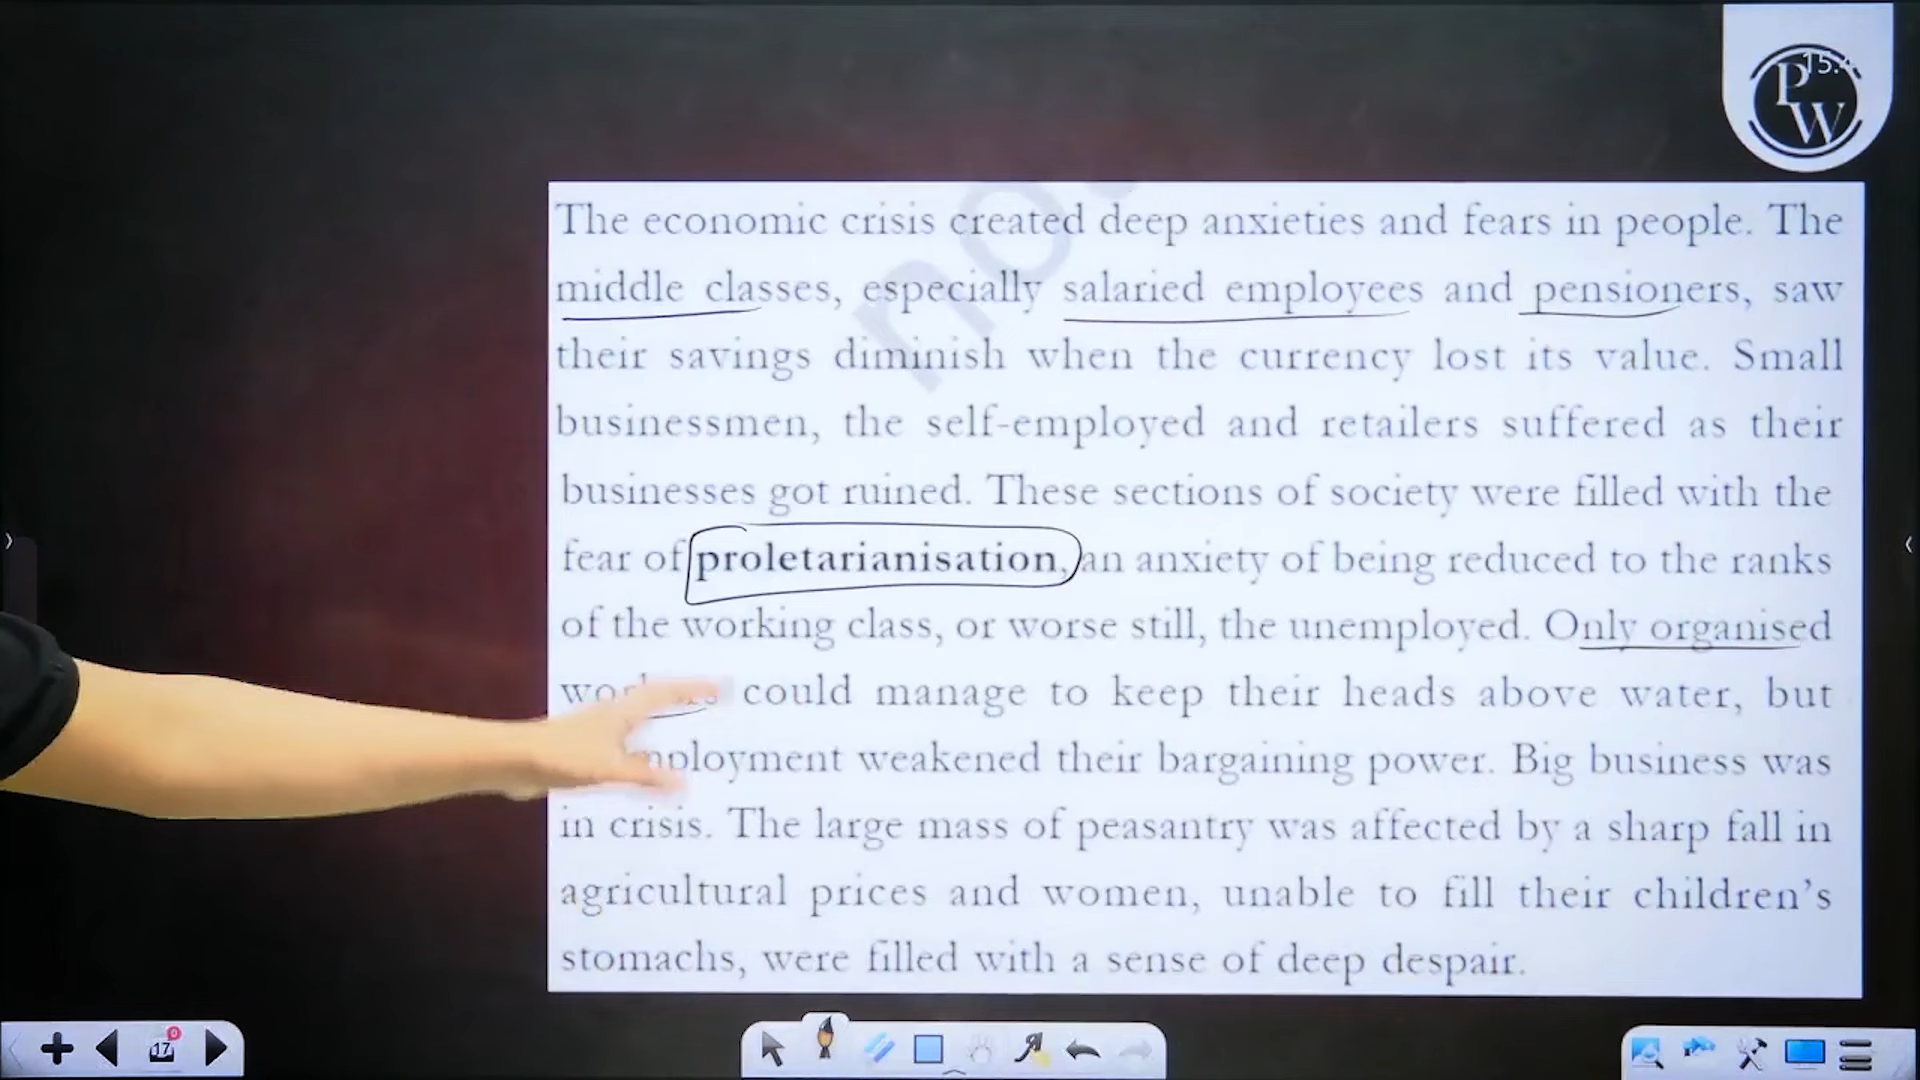 PW
15.
The economic crisis created deep anxieties and fears in people. The
middle classes, especially salaried employees and pensioners, saw
their savings diminish when the currency lost its value. Small
businessmen, the self-employed and retailers suffered as their
businesses got ruined. These sections of society were filled with the
fear of proletarianisation, an anxiety of being reduced to the ranks
of the working class, or worse still, the unemployed. Only organised
could manage to keep their heads above water, but
weakened their bargaining power. Big business was
in crisis. The large mass of peasantry was affected by a sharp fall in
agricultural prices and women, unable to fill their children's
stomachs, were filled with a sense of deep despair.
17